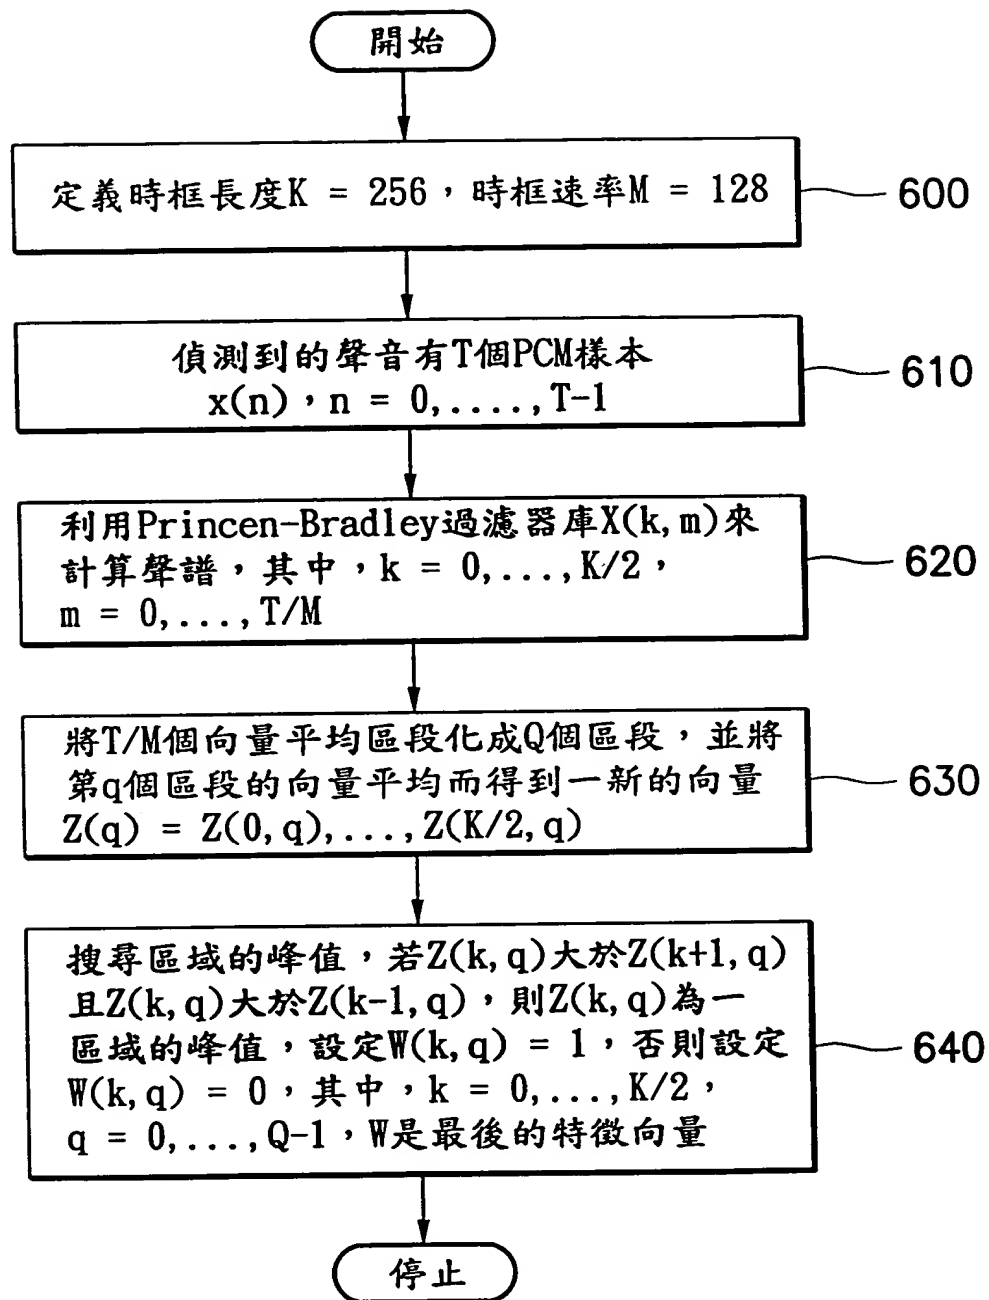 開始
定義時框長度K = 256，時框速率M = 128
600
偵測到的聲音有T個PCM樣本
x(n)，n = 0,....,T-1
610
利用Princen-Bradley過濾器庫X(k,m)來
計算聲譜，其中，k = 0,...,K/2，
m = 0,...,T/M
620
將T/M個向量平均區段化成Q個區段，並將
第q個區段的向量平均而得到一新的向量
Z(q) = Z(0,q),...,Z(K/2,q)
630
搜尋區域的峰值，若Z(k,q)大於Z(k+1,q)
且Z(k,q)大於Z(k-1,q)，則Z(k,q)為一
區域的峰值，設定W(k,q) = 1，否則設定
W(k,q) = 0，其中，k = 0,...,K/2，
q = 0,...,Q-1，W是最後的特徵向量
640
停止